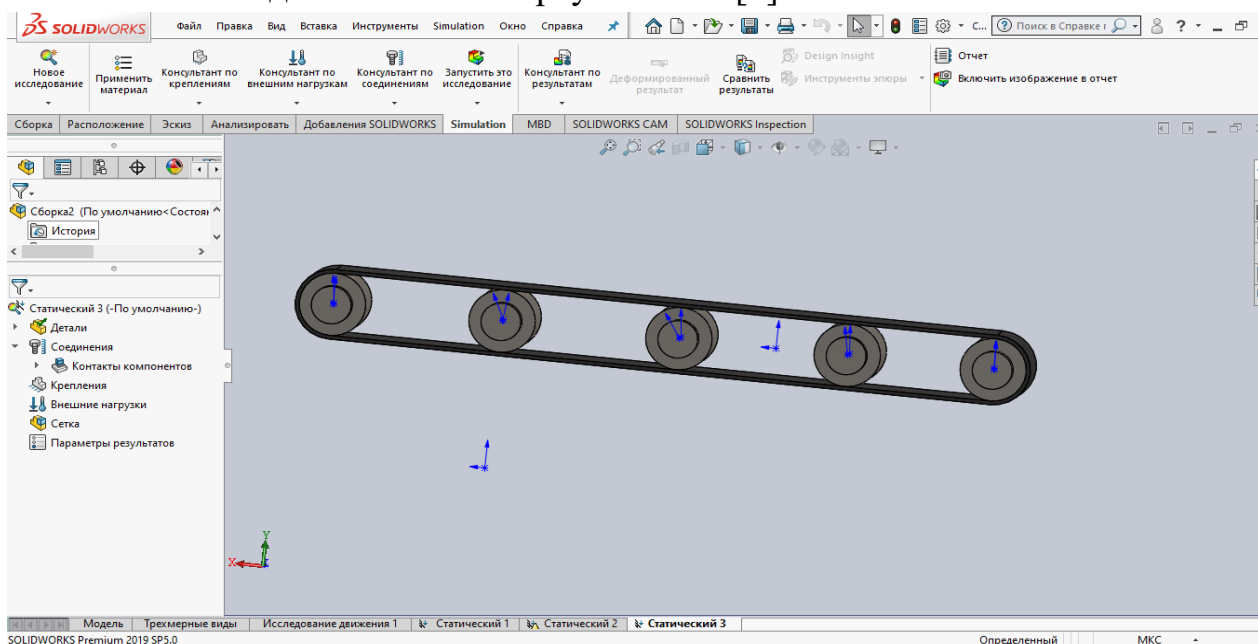 SOLIDWORKS Файл Правка Вид Вставка Инструменты Simulation Окно Справка С... Поиск в Справке г ?
Новое исследование
Применить материал
Консультант по креплениям
Консультант по внешним нагрузкам
Консультант по соединениям
Запустить это исследование
Консультант по результатам
Деформированный результат
Сравнить результаты
Design Insight
Инструменты эпюры
Отчет
Включить изображение в отчет
Сборка Расположение Эскиз Анализировать Добавления SOLIDWORKS Simulation MBD SOLIDWORKS CAM SOLIDWORKS Inspection
Сборка2 (По умолчанию<Состоян
История
Статический 3 (-По умолчанию-)
Детали
Соединения
Контакты компонентов
Крепления
Внешние нагрузки
Сетка
Параметры результатов
Y
X
Модель Трехмерные виды Исследование движения 1 Статический 1 Статический 2 Статический 3
SOLIDWORKS Premium 2019 SP5.0 Определенный МКС